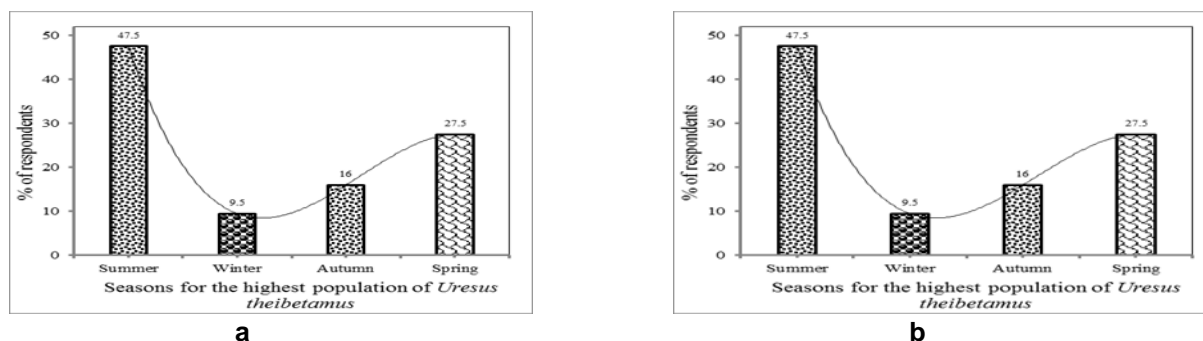 % of respondents
50
40
30
20
10
0
47.5
9.5
16
27.5
Summer Winter Autumn Spring
Seasons for the highest population of Uresus
theibetamus
a
% of respondents
50
40
30
20
10
0
47.5
9.5
16
27.5
Summer Winter Autumn Spring
Seasons for the highest population of Uresus
theibetamus
b